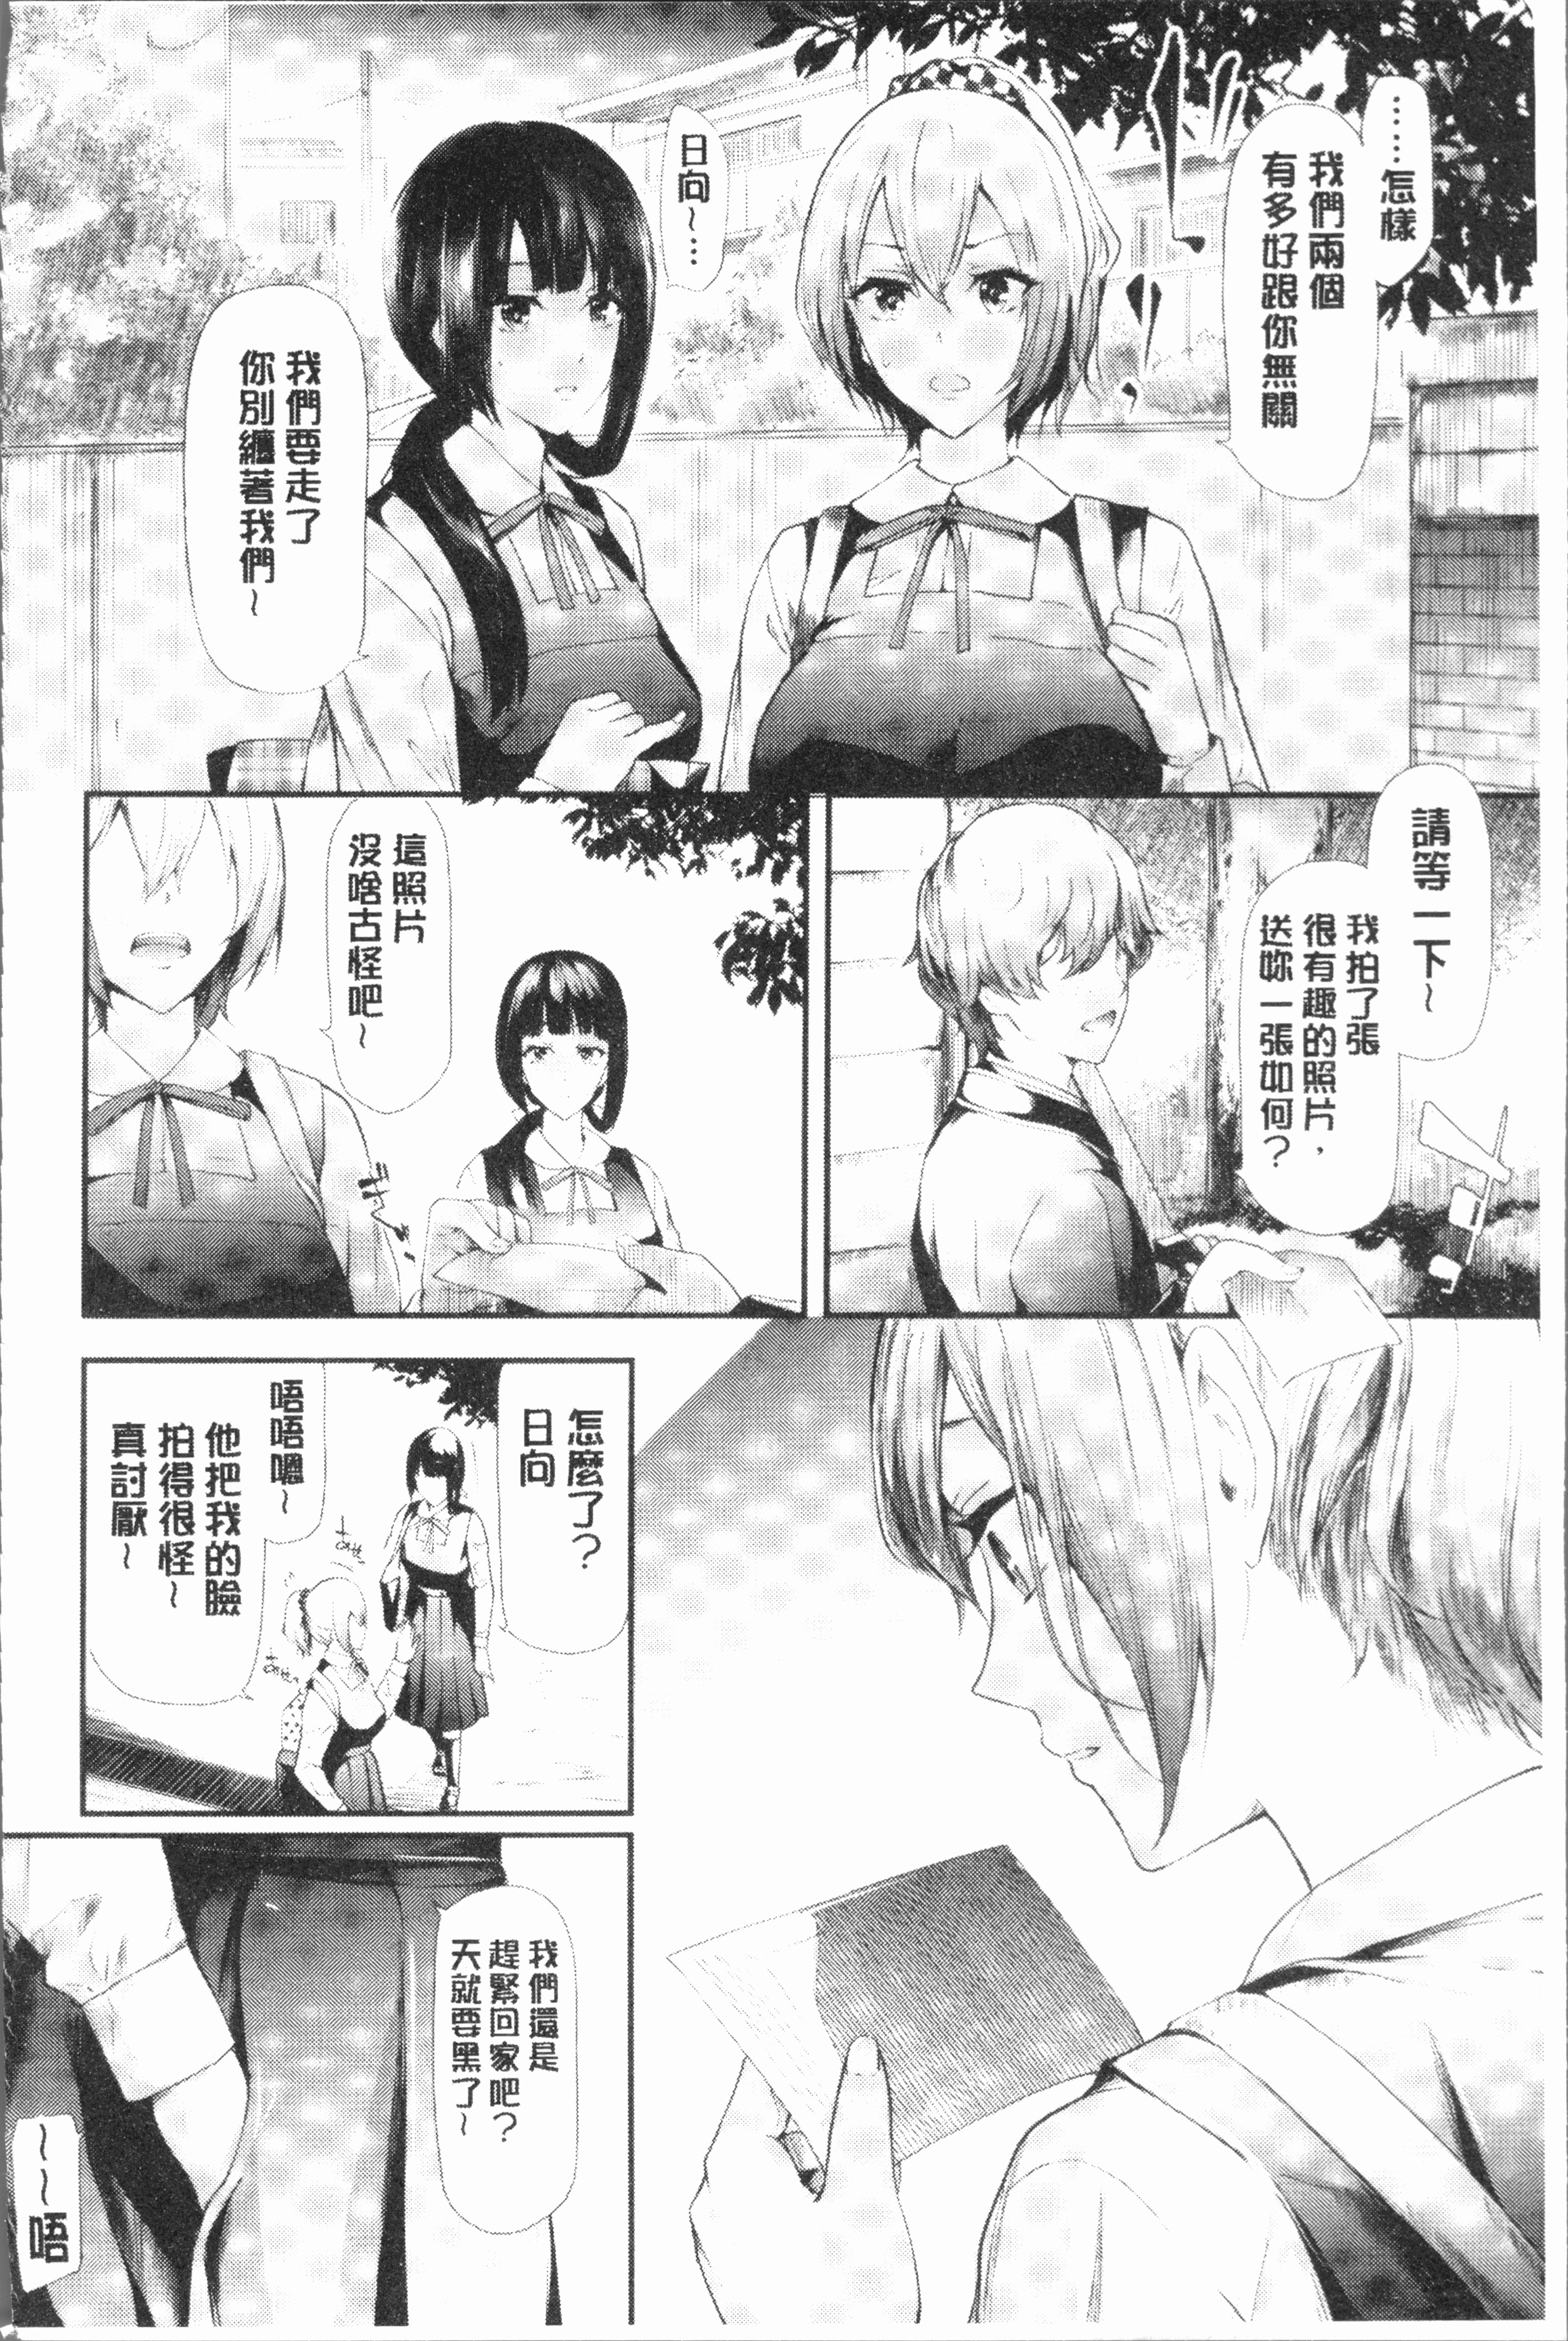 ……怎樣
我們兩個
有多好跟你無關
日向～…
我們要走了
你別纏著我們～
請等一下～
我拍了張
很有趣的照片，
送妳一張如何？
這照片
沒啥古怪吧～
怎麼了？
日向
唔唔嗯～
他把我的臉
拍得很怪～
真討厭～
我們還是
趕緊回家吧？
天就要黑了～
～～唔